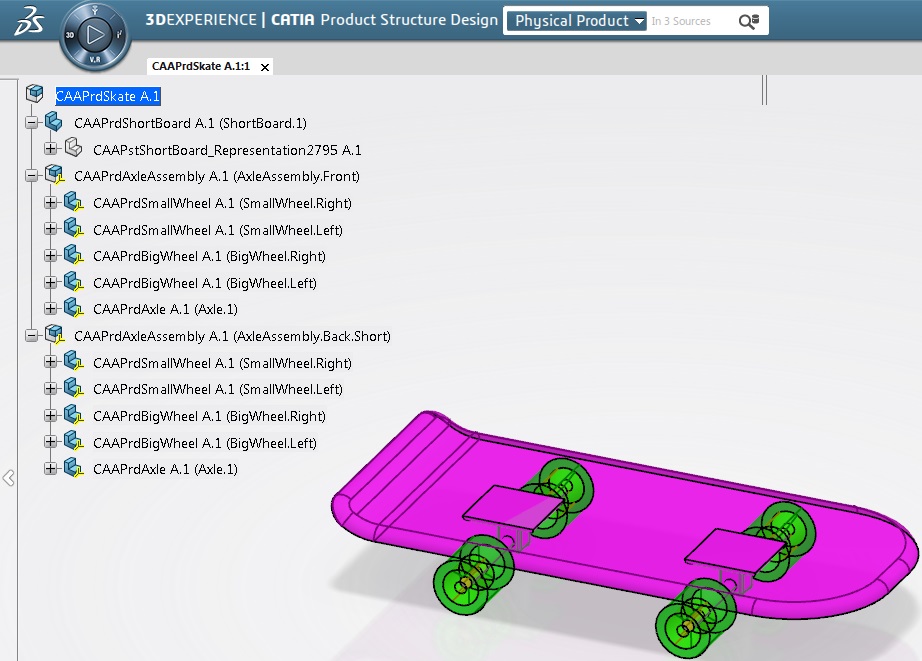 3DEXPERIENCE | CATIA Product Structure Design
Physical Product
In 3 Sources
3D
V.R
CAAPrdSkate A.1:1
CAAPrdSkate A.1
CAAPrdShortBoard A.1 (ShortBoard.1)
CAAPstShortBoard_Representation2795 A.1
CAAPrdAxleAssembly A.1 (AxleAssembly.Front)
CAAPrdSmallWheel A.1 (SmallWheel.Right)
CAAPrdSmallWheel A.1 (SmallWheel.Left)
CAAPrdBigWheel A.1 (BigWheel.Right)
CAAPrdBigWheel A.1 (BigWheel.Left)
CAAPrdAxle A.1 (Axle.1)
CAAPrdAxleAssembly A.1 (AxleAssembly.Back.Short)
CAAPrdSmallWheel A.1 (SmallWheel.Right)
CAAPrdSmallWheel A.1 (SmallWheel.Left)
CAAPrdBigWheel A.1 (BigWheel.Right)
CAAPrdBigWheel A.1 (BigWheel.Left)
CAAPrdAxle A.1 (Axle.1)